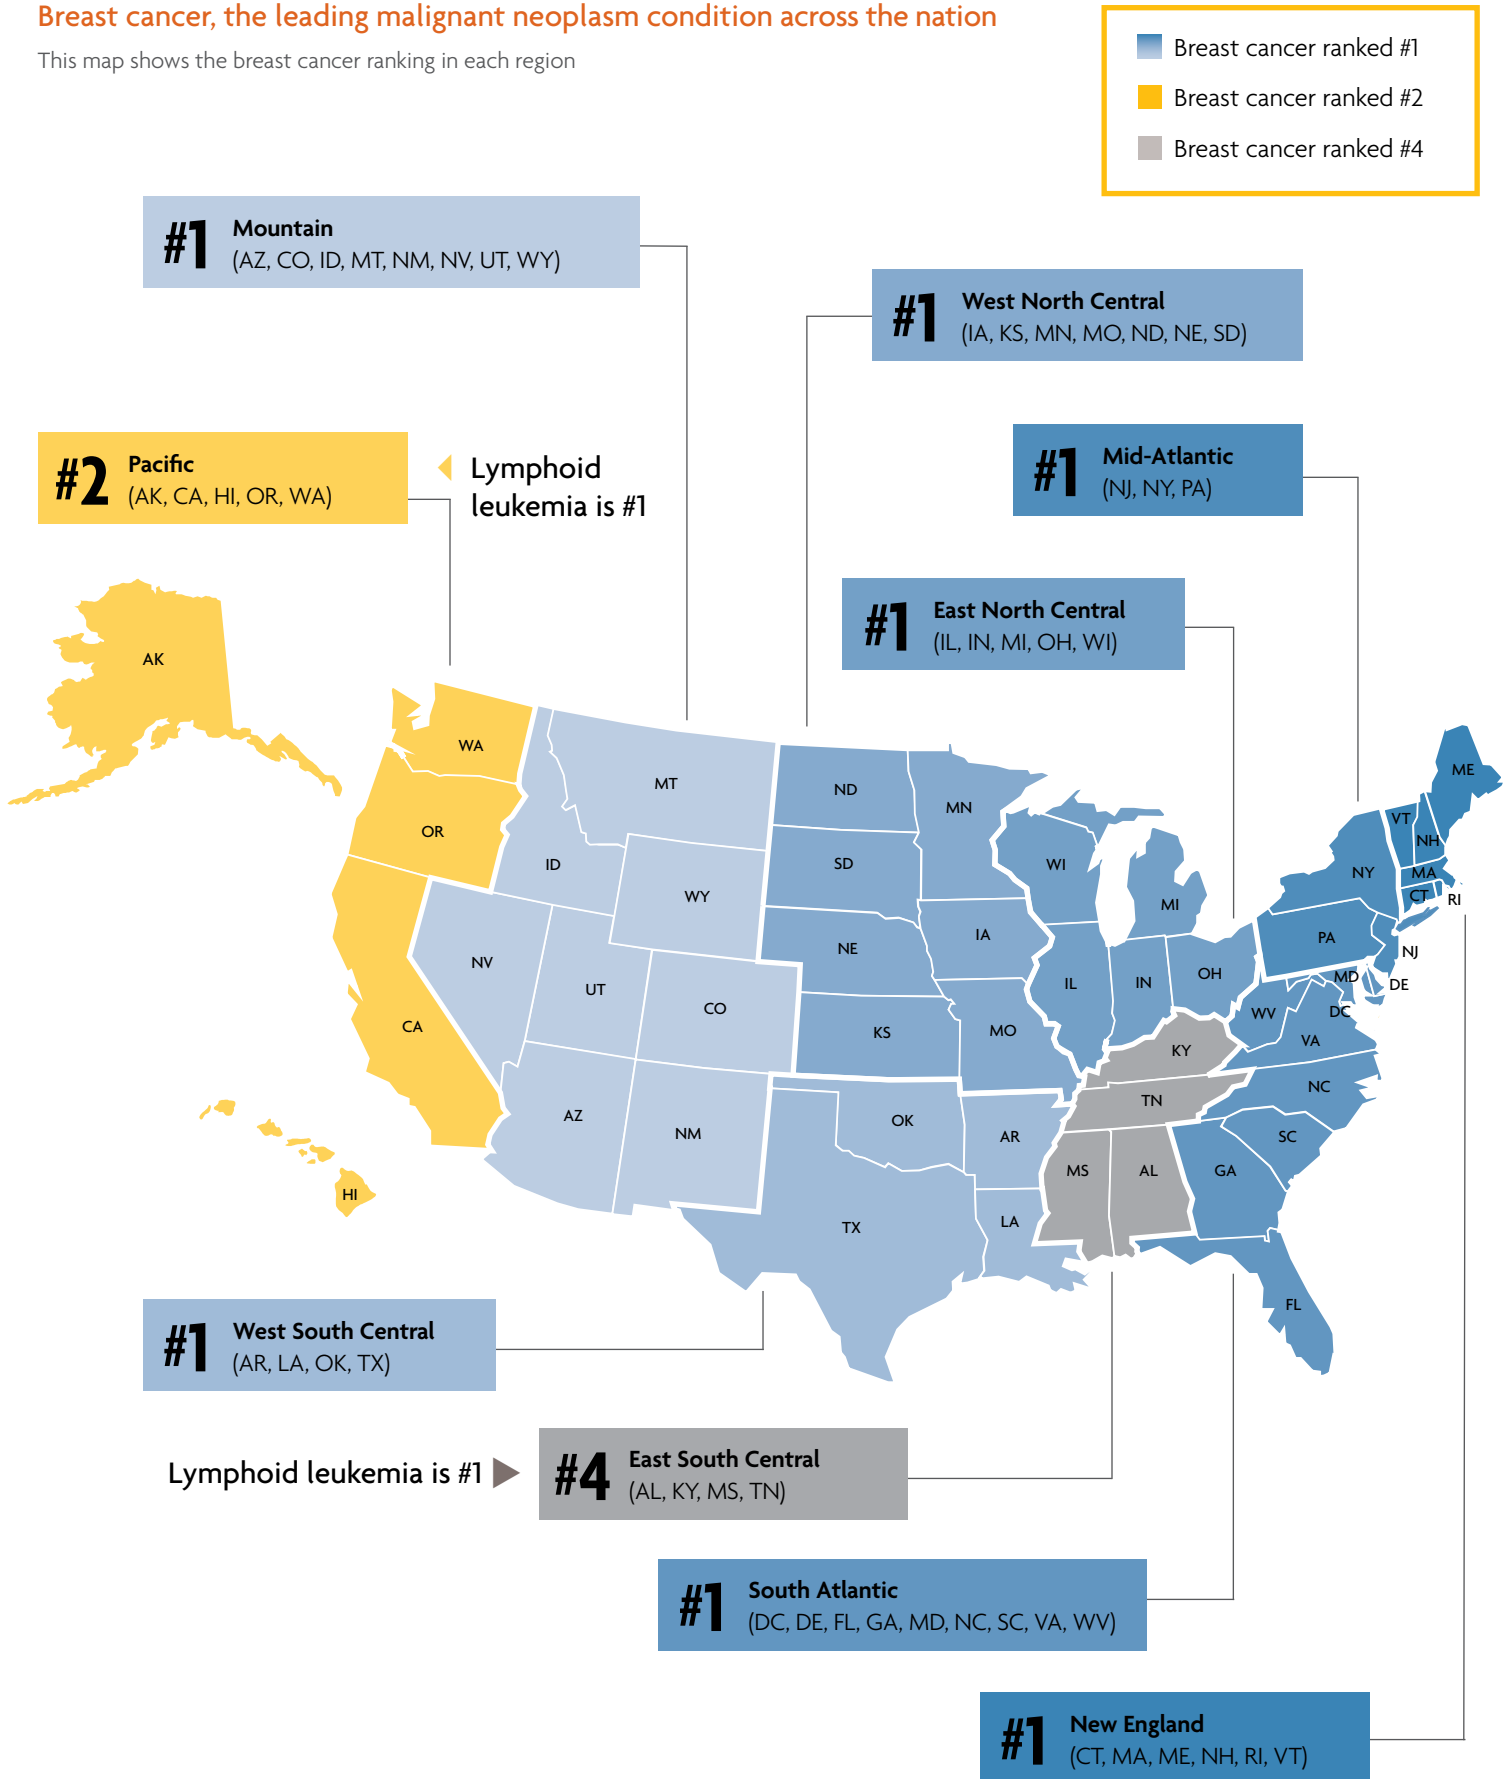 Breast cancer, the leading malignant neoplasm condition across the nation
This map shows the breast cancer ranking in each region
Breast cancer ranked #1
Breast cancer ranked #2
Breast cancer ranked #4
#1 Mountain
(AZ, CO, ID, MT, NM, NV, UT, WY)
#1 West North Central
(IA, KS, MN, MO, ND, NE, SD)
#2 Pacific
(AK, CA, HI, OR, WA)
Lymphoid
leukemia is #1
#1 Mid-Atlantic
(NJ, NY, PA)
#1 East North Central
(IL, IN, MI, OH, WI)
AK
WA
OR
CA
HI
MT
ID
WY
NV
UT
CO
AZ
NM
ND
SD
NE
KS
MN
IA
MO
OK
TX
AR
LA
WI
MI
IL
IN
OH
KY
TN
MS
AL
GA
FL
SC
NC
VA
WV
DC
MD
DE
NJ
PA
NY
CT
RI
MA
NH
VT
ME
#1 West South Central
(AR, LA, OK, TX)
Lymphoid leukemia is #1
#4 East South Central
(AL, KY, MS, TN)
#1 South Atlantic
(DC, DE, FL, GA, MD, NC, SC, VA, WV)
#1 New England
(CT, MA, ME, NH, RI, VT)